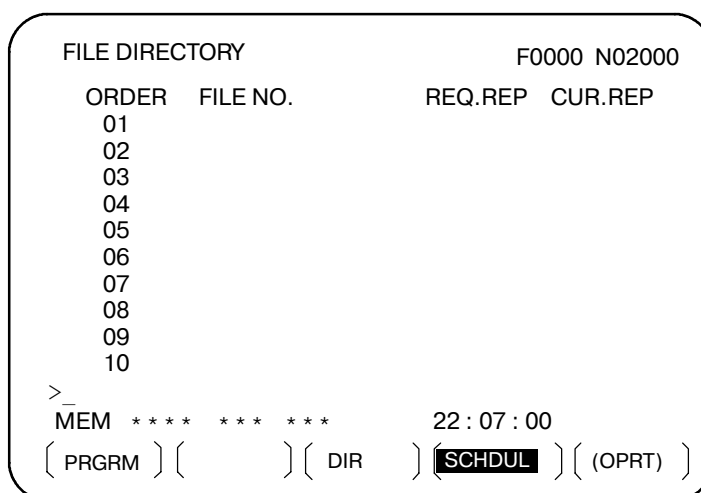 FILE DIRECTORY F0000 N02000
ORDER FILE NO. REQ.REP CUR.REP
01
02
03
04
05
06
07
08
09
10
>_
MEM **** *** *** 22 : 07 : 00
[ PRGRM ] [ ] [ DIR ] [ SCHDUL ] [ (OPRT) ]